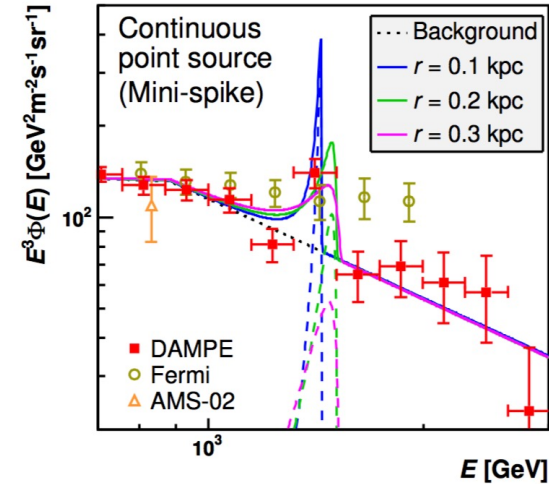 Continuous
point source
(Mini-spike)
Background
r = 0.1 kpc
r = 0.2 kpc
r = 0.3 kpc
E³Φ(E) [GeV²m⁻²s⁻¹sr⁻¹]
10²
DAMPE
Fermi
AMS-02
10³
E [GeV]